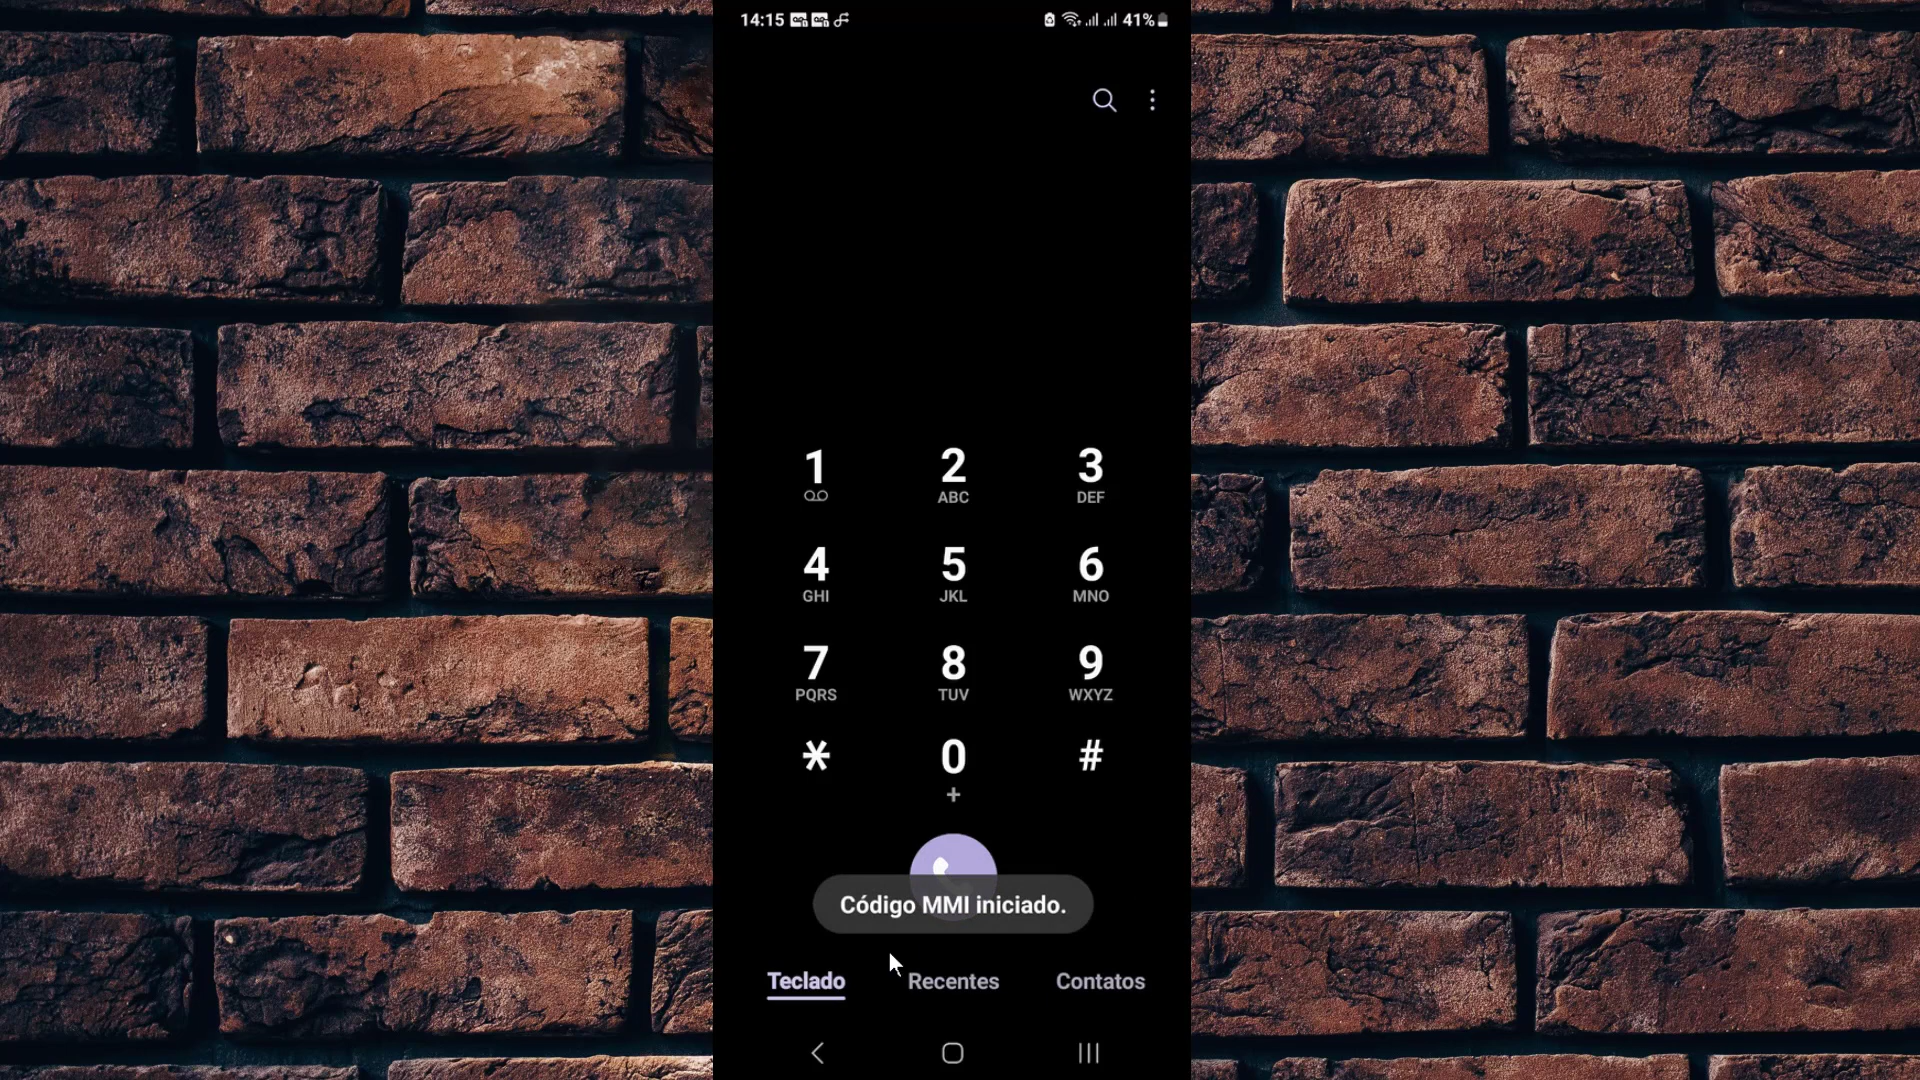 14:15 41%
1 2 3
ABC DEF
4 5 6
GHI JKL MNO
7 8 9
PQRS TUV WXYZ
* 0 #
+
Código MMI iniciado.
Teclado Recentes Contatos